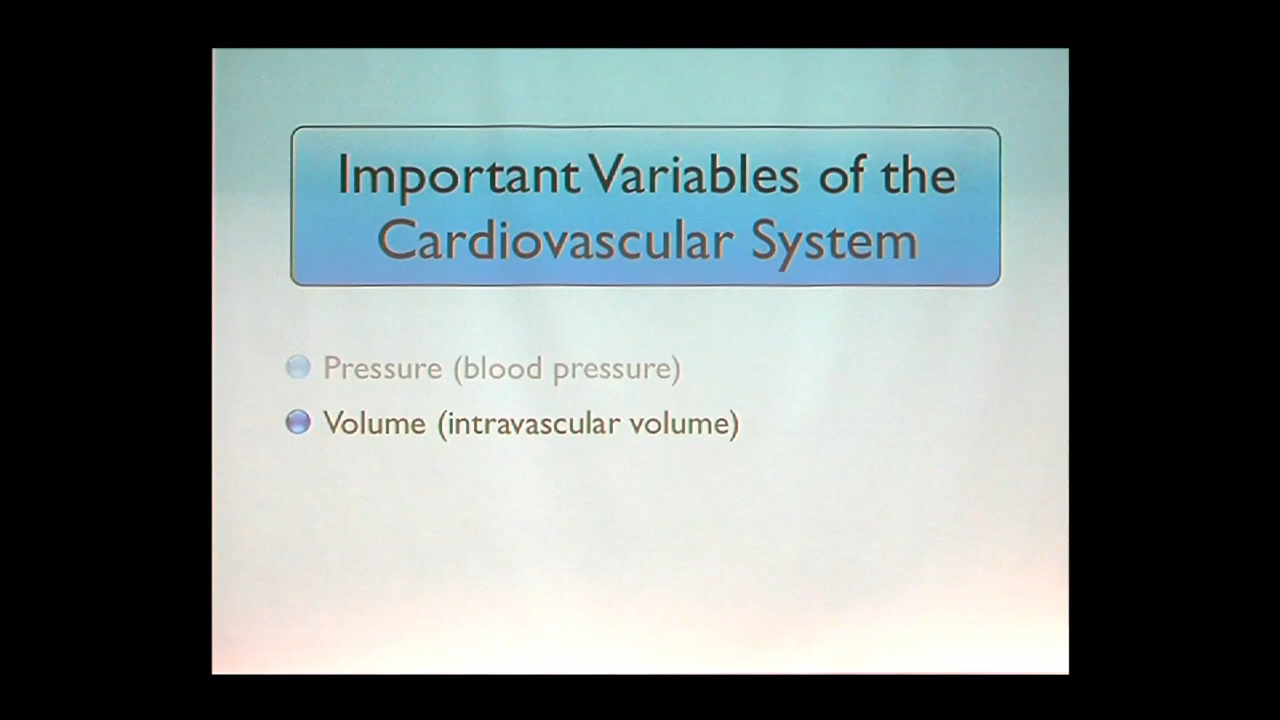 Important Variables of the
Cardiovascular System
Pressure (blood pressure)
Volume (intravascular volume)